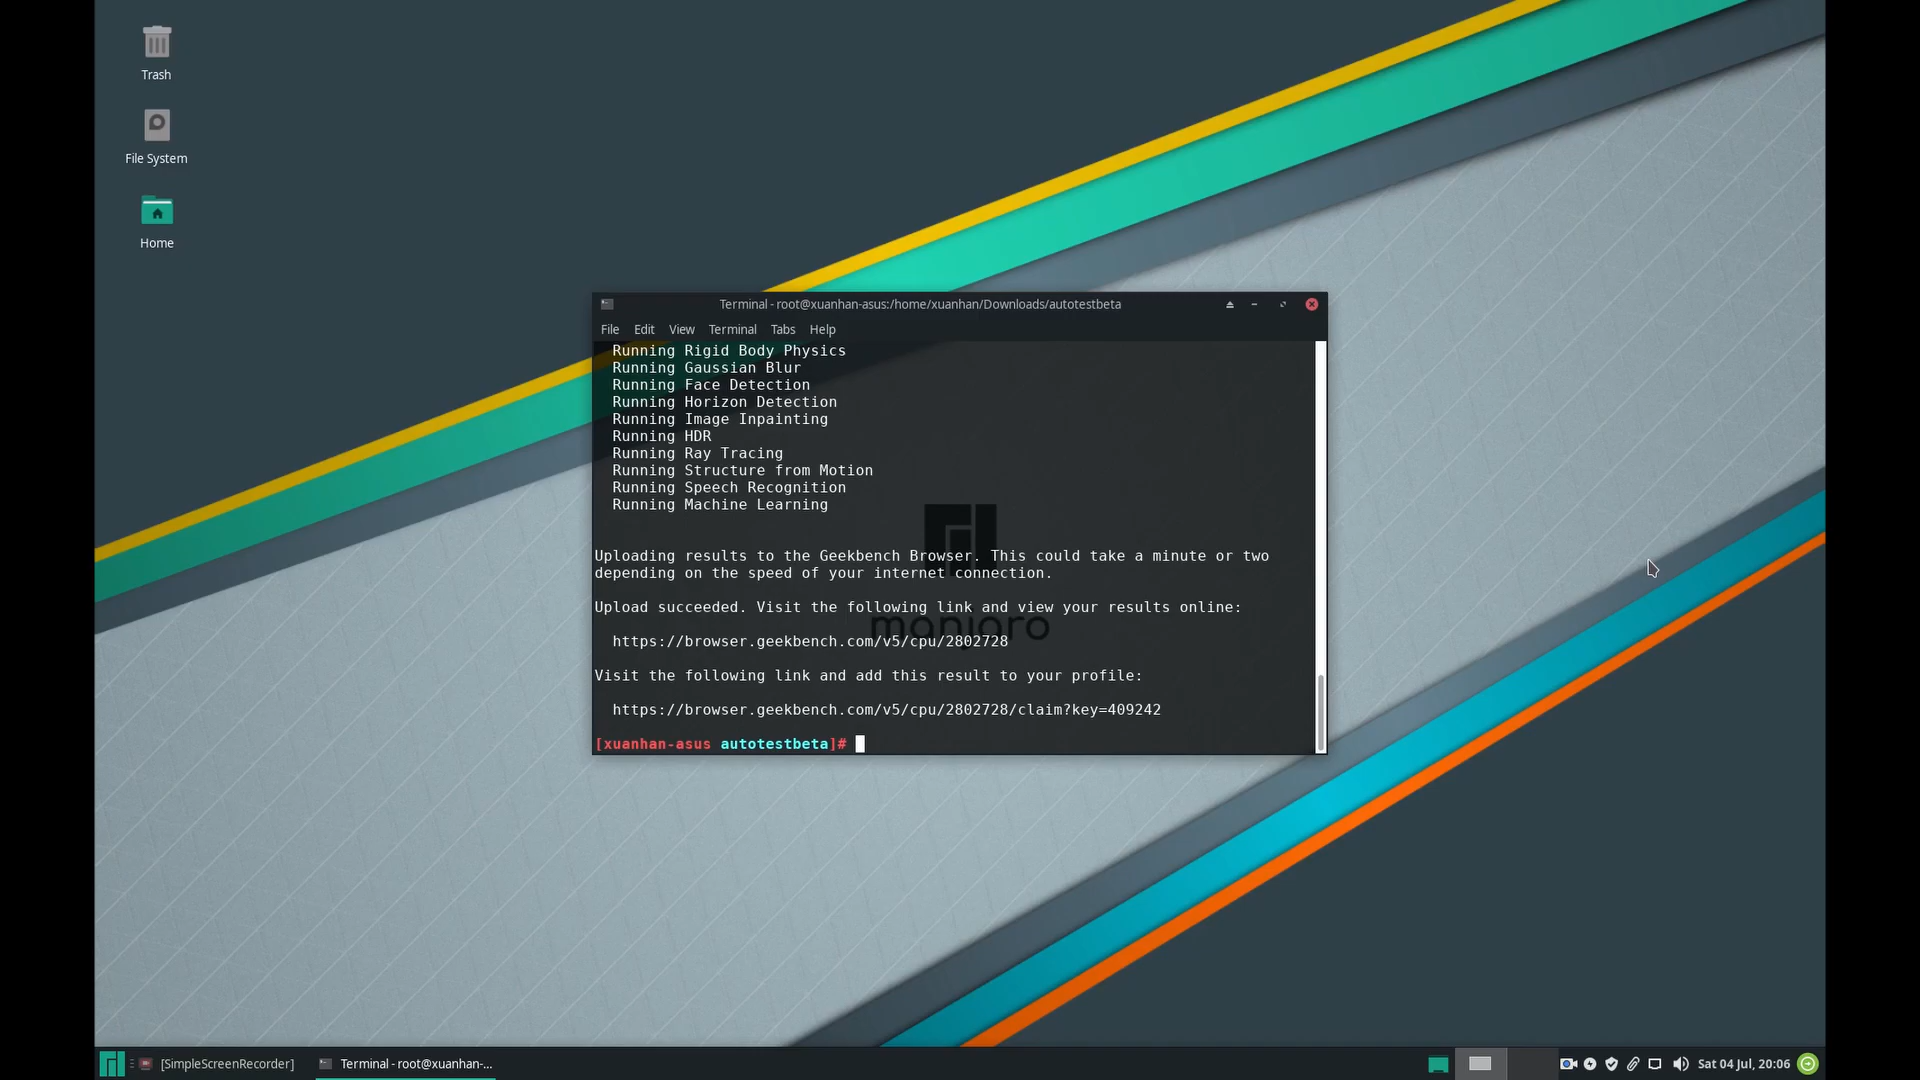 Trash
File System
Home
Terminal - root@xuanhan-asus:/home/xuanhan/Downloads/autotestbeta
File Edit View Terminal Tabs Help
Running Rigid Body Physics
Running Gaussian Blur
Running Face Detection
Running Horizon Detection
Running Image Inpainting
Running HDR
Running Ray Tracing
Running Structure from Motion
Running Speech Recognition
Running Machine Learning
Uploading results to the Geekbench Browser. This could take a minute or two
depending on the speed of your internet connection.
Upload succeeded. Visit the following link and view your results online:
manjaro
https://browser.geekbench.com/v5/cpu/2802728
Visit the following link and add this result to your profile:
https://browser.geekbench.com/v5/cpu/2802728/claim?key=409242
[xuanhan-asus autotestbeta]#
[SimpleScreenRecorder]
Terminal - root@xuanhan-...
Sat 04 Jul, 20:06